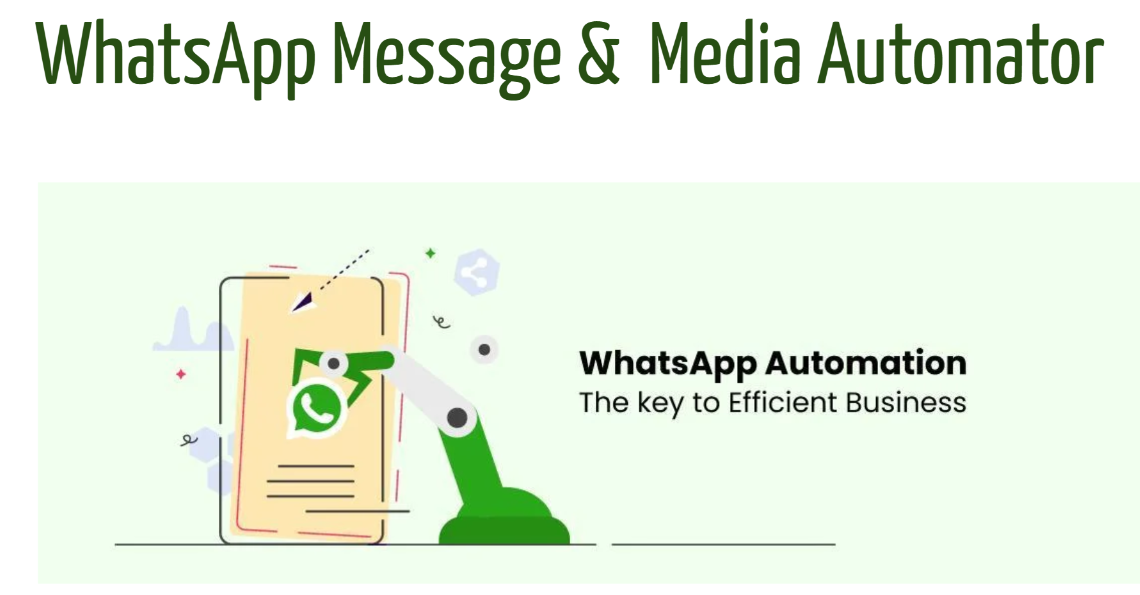 WhatsApp Message & Media Automator
WhatsApp Automation
The key to Efficient Business